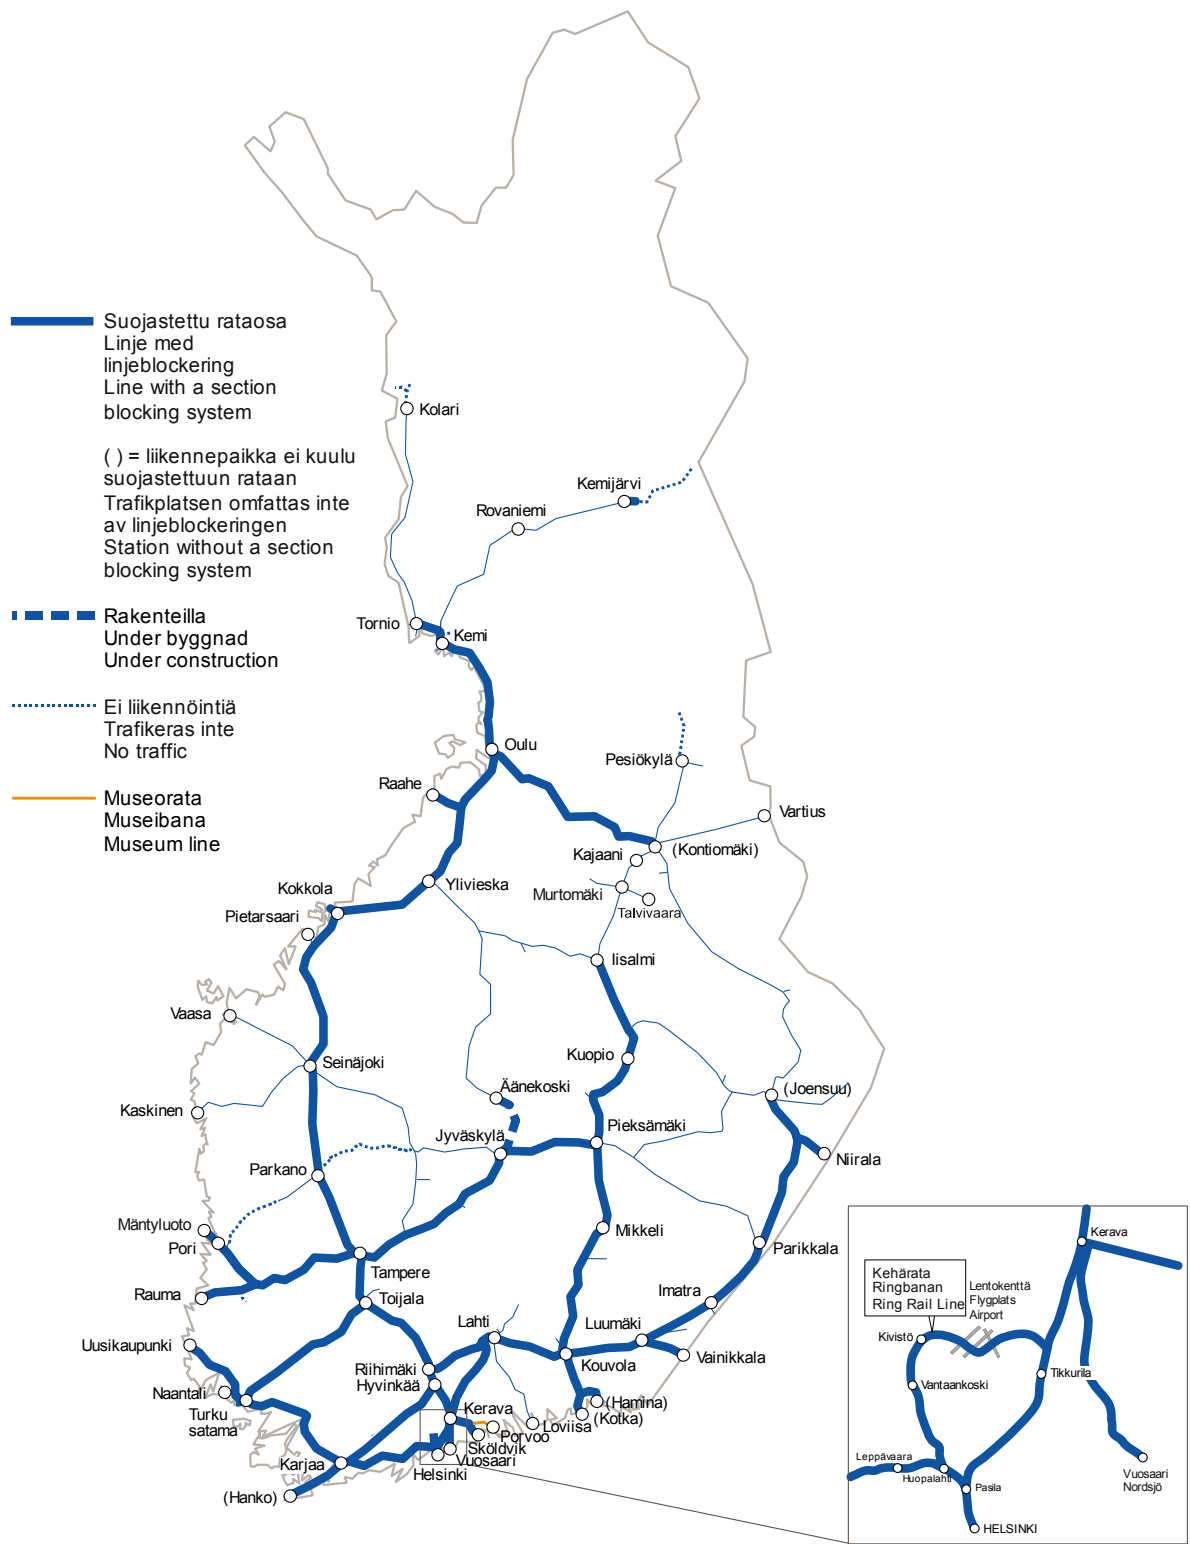 Suojastettu rataosa
Linje med
linjeblockering
Line with a section
blocking system
( ) = liikennepaikka ei kuulu
suojastettuun rataan
Trafikplatsen omfattas inte
av linjeblockeringen
Station without a section
blocking system
Rakenteilla
Under byggnad
Under construction
Ei liikennöintiä
Trafikeras inte
No traffic
Museorata
Museibana
Museum line
Kolari
Kemijärvi
Rovaniemi
Tornio
Kemi
Oulu
Pesiökylä
Raahe
Vartius
Kajaani
(Kontiomäki)
Ylivieska
Murtomäki
Talvivaara
Kokkola
Pietarsaari
Iisalmi
Vaasa
Seinäjoki
Kuopio
Äänekoski
(Joensuu)
Kaskinen
Jyväskylä
Pieksämäki
Niirala
Parkano
Mäntyluoto
Pori
Mikkeli
Parikkala
Tampere
Rauma
Toijala
Imatra
Lahti
Luumäki
Uusikaupunki
Kouvola
Vainikkala
Riihimäki
Hyvinkää
Naantali
Turku
satama
Kerava
(Hamina)
(Kotka)
Loviisa
Porvoo
Sköldvik
Vuosaari
Helsinki
Karjaa
(Hanko)
Kerava
Kehärata
Ringbanan
Ring Rail Line
Lentokenttä
Flygplats
Airport
Kivistö
Tikkurila
Vantaankoski
Leppävaara
Huopalahti
Pasila
Vuosaari
Nordsjö
HELSINKI